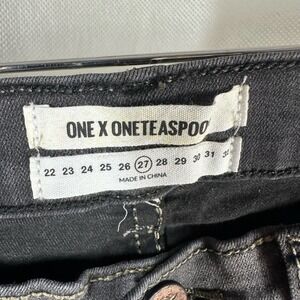 ONE X ONETEASPOO
22 23 24 25 26 27 28 29 30 31
MADE IN CHINA